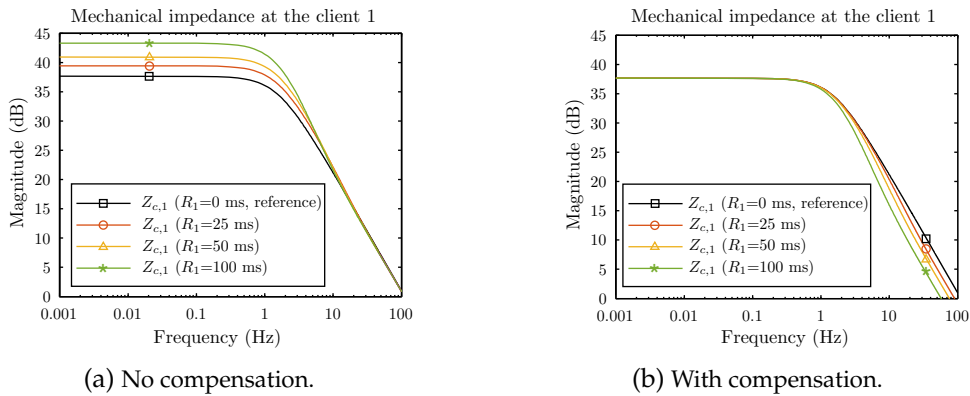 Mechanical impedance at the client 1
45
40
35
30
25
20
15
10
5
0
Magnitude (dB)
Z_{c,1} (R_1=0 ms, reference)
Z_{c,1} (R_1=25 ms)
Z_{c,1} (R_1=50 ms)
Z_{c,1} (R_1=100 ms)
0.001 0.01 0.1 1 10 100
Frequency (Hz)
(a) No compensation.
Mechanical impedance at the client 1
45
40
35
30
25
20
15
10
5
0
Magnitude (dB)
Z_{c,1} (R_1=0 ms, reference)
Z_{c,1} (R_1=25 ms)
Z_{c,1} (R_1=50 ms)
Z_{c,1} (R_1=100 ms)
0.001 0.01 0.1 1 10 100
Frequency (Hz)
(b) With compensation.